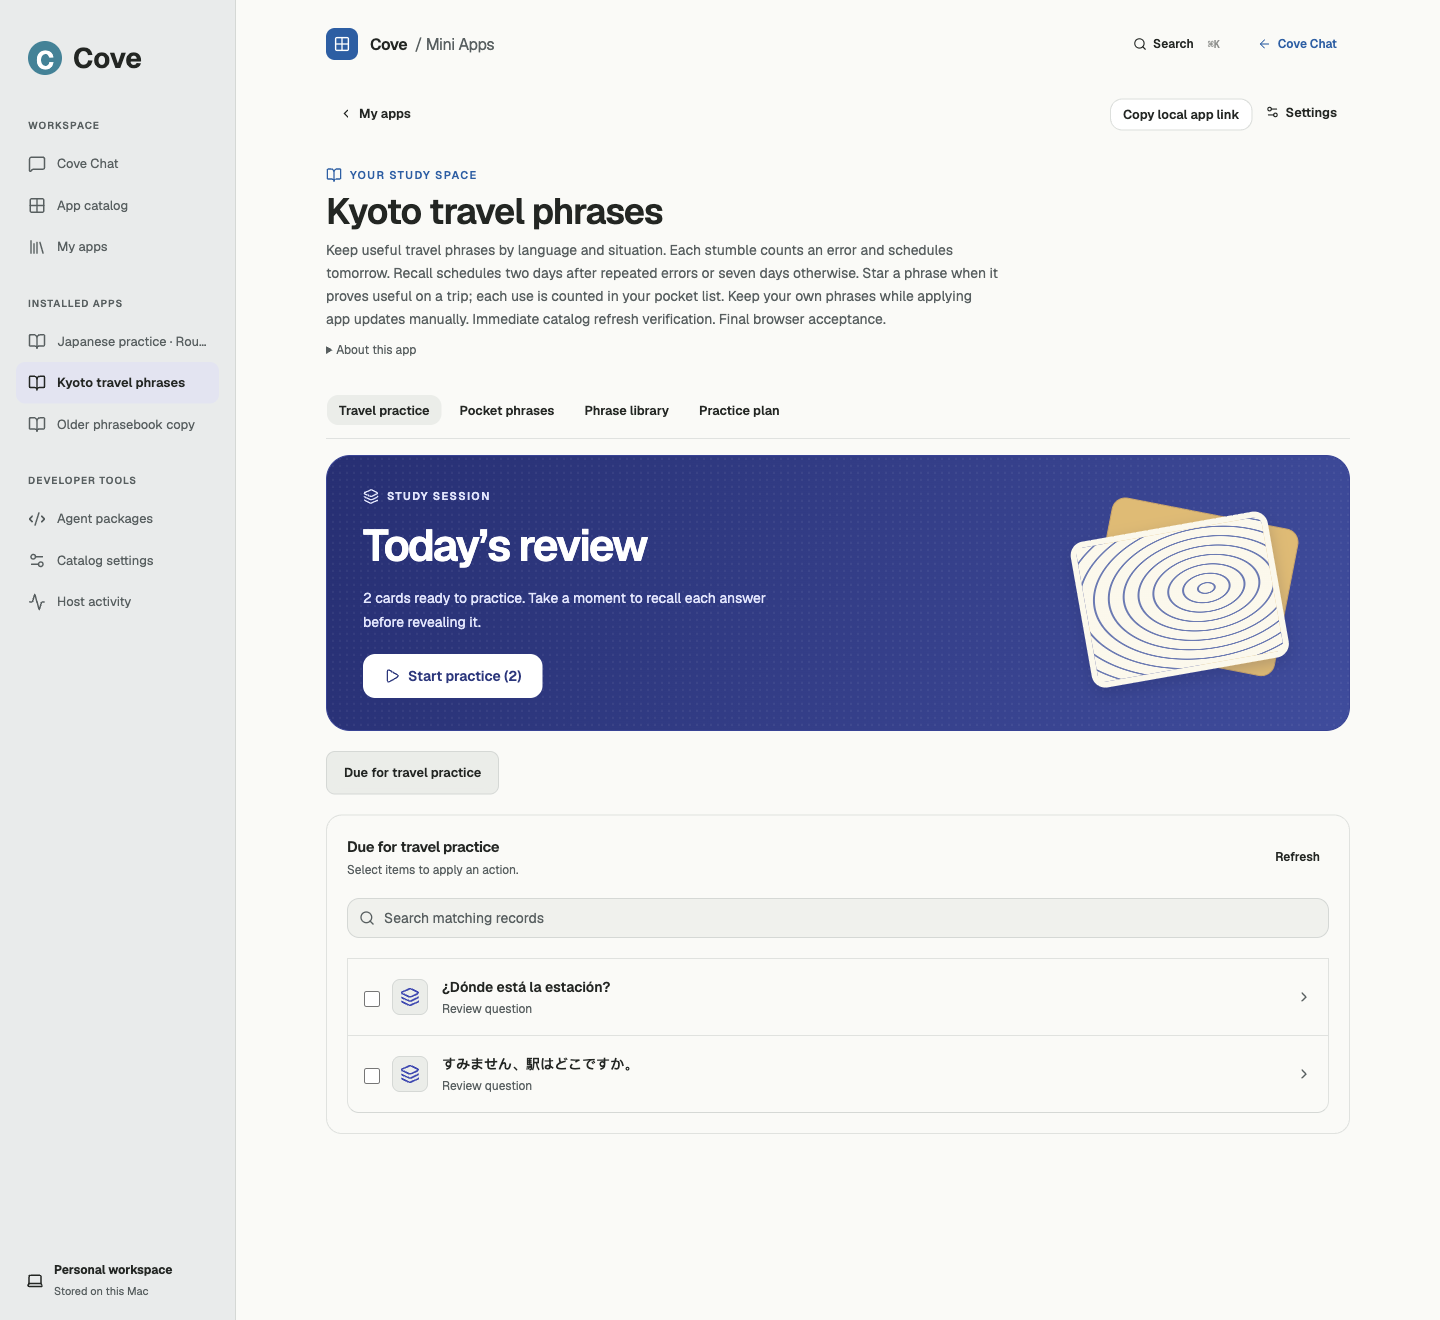 Cove
WORKSPACE
Cove Chat
App catalog
My apps
INSTALLED APPS
Japanese practice · Rou...
Kyoto travel phrases
Older phrasebook copy
DEVELOPER TOOLS
Agent packages
Catalog settings
Host activity
Personal workspace
Stored on this Mac
Cove / Mini Apps
Search ⌘K
Cove Chat
My apps
Copy local app link
Settings
YOUR STUDY SPACE
Kyoto travel phrases
Keep useful travel phrases by language and situation. Each stumble counts an error and schedules
tomorrow. Recall schedules two days after repeated errors or seven days otherwise. Star a phrase when it
proves useful on a trip; each use is counted in your pocket list. Keep your own phrases while applying
app updates manually. Immediate catalog refresh verification. Final browser acceptance.
About this app
Travel practice
Pocket phrases
Phrase library
Practice plan
STUDY SESSION
Today’s review
2 cards ready to practice. Take a moment to recall each answer
before revealing it.
Start practice (2)
Due for travel practice
Due for travel practice
Select items to apply an action.
Refresh
Search matching records
¿Dónde está la estación?
Review question
すみません、駅はどこですか。
Review question